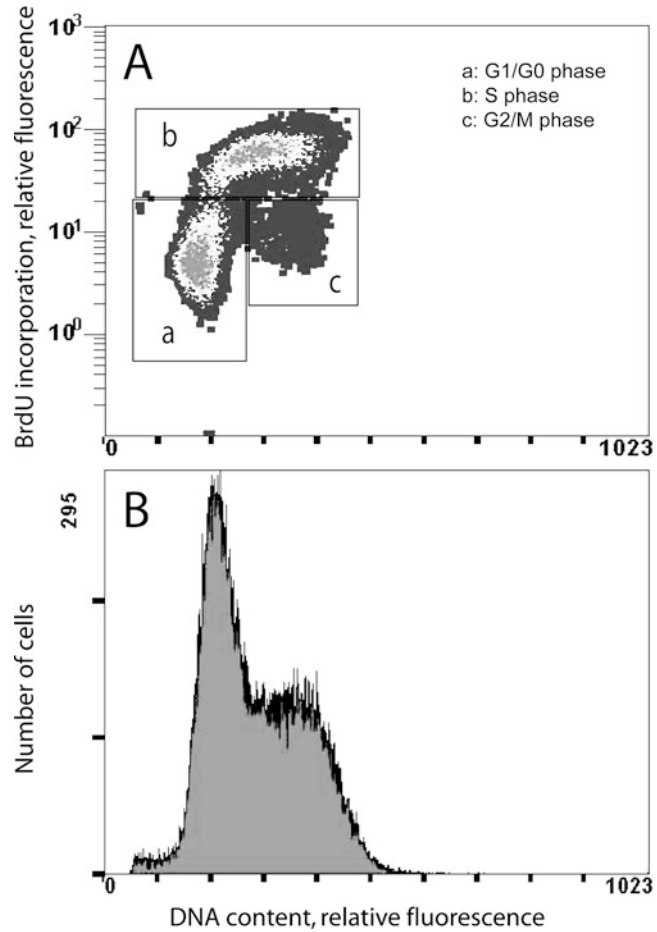 10³
A
a: G1/G0 phase
b: S phase
c: G2/M phase
10²
b
10¹
c
a
10⁰
BrdU incorporation, relative fluorescence
0
1023
B
295
Number of cells
0
1023
DNA content, relative fluorescence